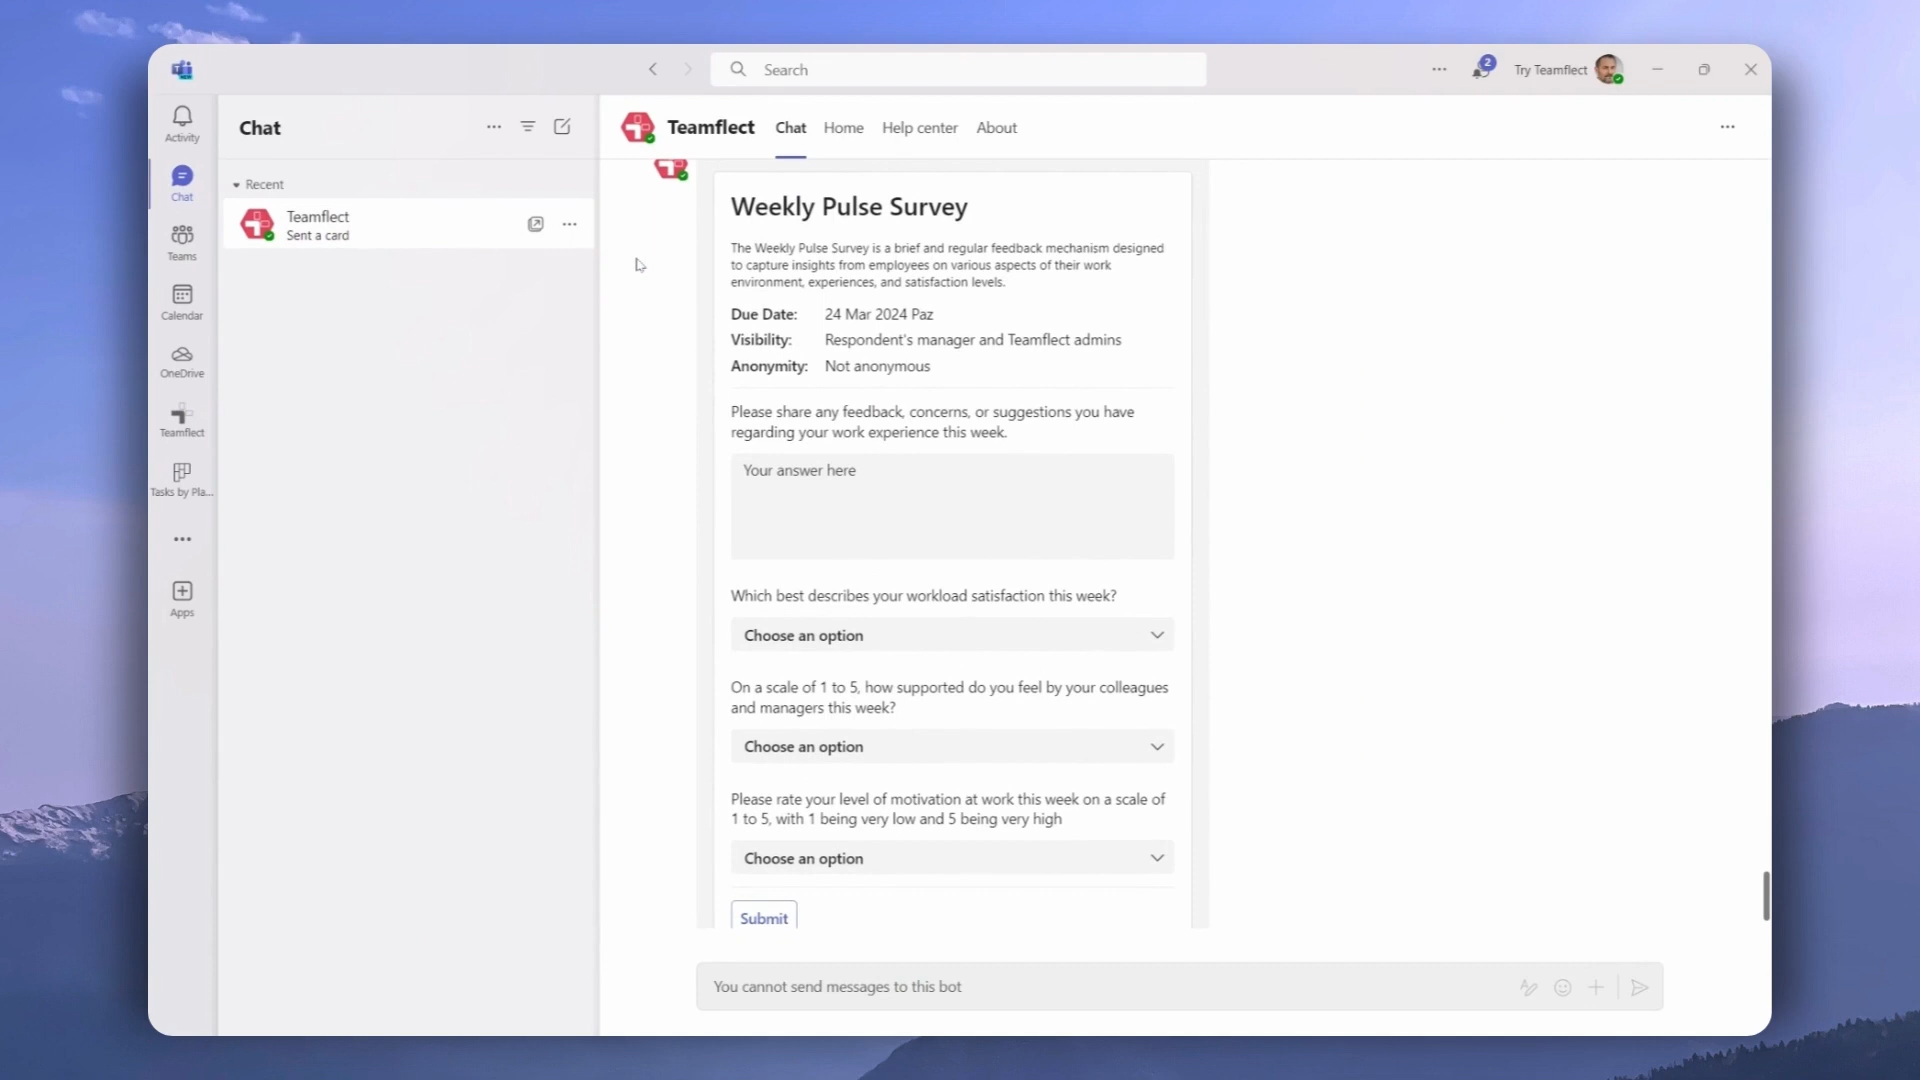 Search
2
Try Teamflect
Activity
Chat
Teams
Calendar
OneDrive
Teamflect
Tasks by Pla...
Apps
Chat
Recent
Teamflect
Sent a card
Teamflect
Chat
Home
Help center
About
Weekly Pulse Survey
The Weekly Pulse Survey is a brief and regular feedback mechanism designed
to capture insights from employees on various aspects of their work
environment, experiences, and satisfaction levels.
Due Date: 24 Mar 2024 Paz
Visibility: Respondent's manager and Teamflect admins
Anonymity: Not anonymous
Please share any feedback, concerns, or suggestions you have
regarding your work experience this week.
Your answer here
Which best describes your workload satisfaction this week?
Choose an option
On a scale of 1 to 5, how supported do you feel by your colleagues
and managers this week?
Choose an option
Please rate your level of motivation at work this week on a scale of
1 to 5, with 1 being very low and 5 being very high
Choose an option
Submit
You cannot send messages to this bot